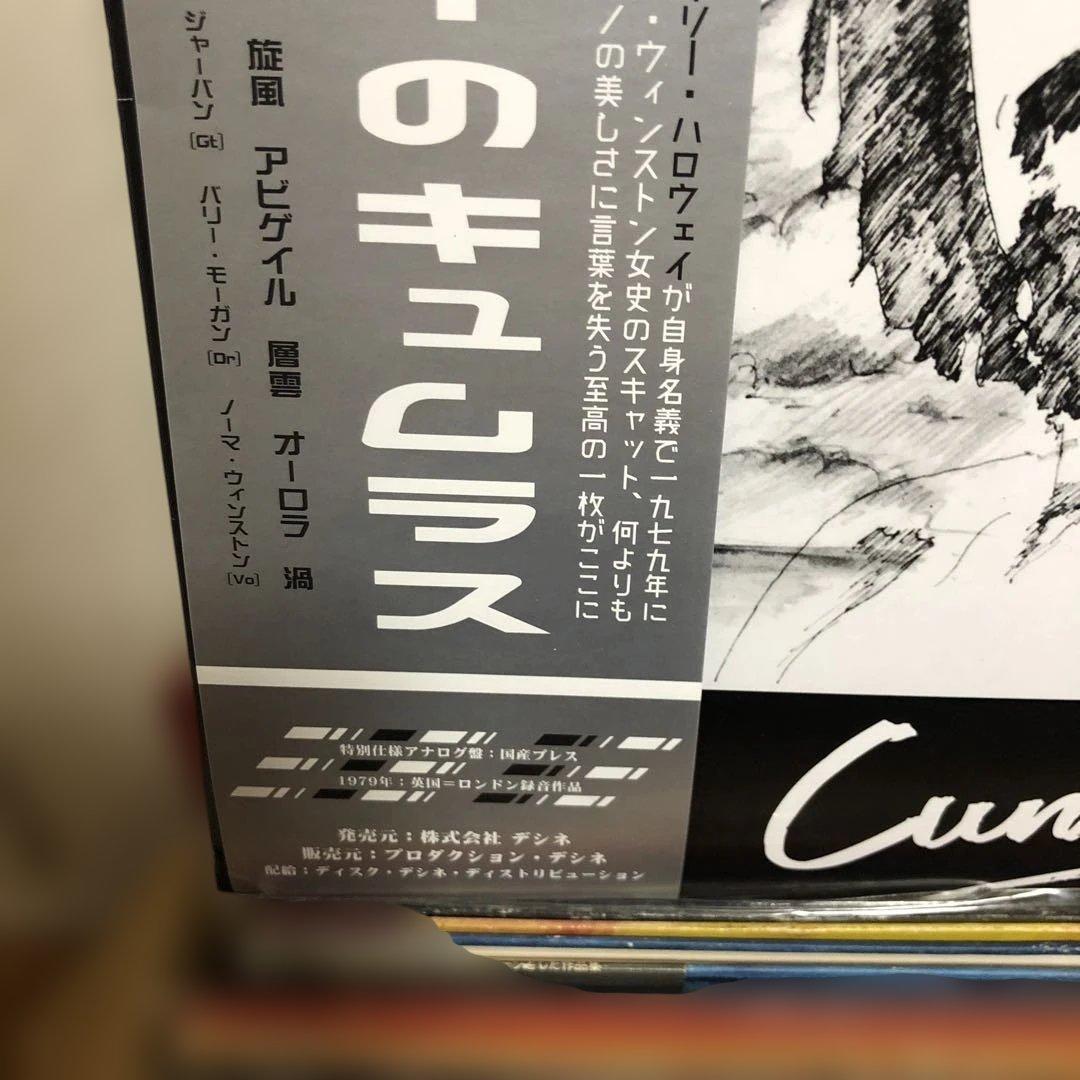 リー・ハロウェイが自身名義で一九七九年に
・ウィンストン女史のスキャット、何よりも
ノの美しさに言葉を失う至高の一枚がここに
のキュムラス
旋風 アビゲイル 層雲 オーロラ 渦
ジャーバン[Gt] バリー・モーガン[Dr] ノーマ・ウィンストン[Vo]
特別仕様アナログ盤:国産プレス
1979年:英国=ロンドン録音作品
発売元:株式会社 デシネ
販売元:プロダクション・デシネ
配給:ディスク・デシネ・ディストリビューション
Cum